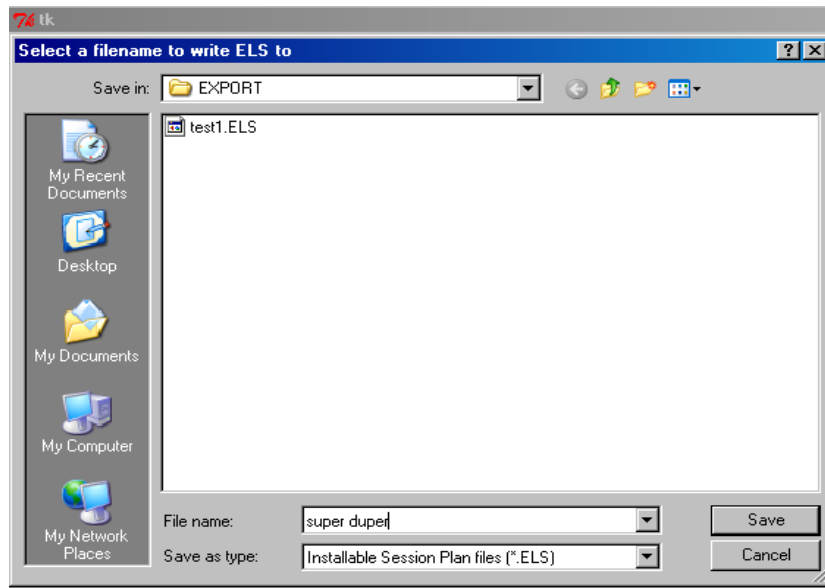 tk
Select a filename to write ELS to
Save in:
EXPORT
test1.ELS
My Recent
Documents
Desktop
My Documents
My Computer
My Network
Places
File name:
super duper
Save
Save as type:
Installable Session Plan files (*.ELS)
Cancel